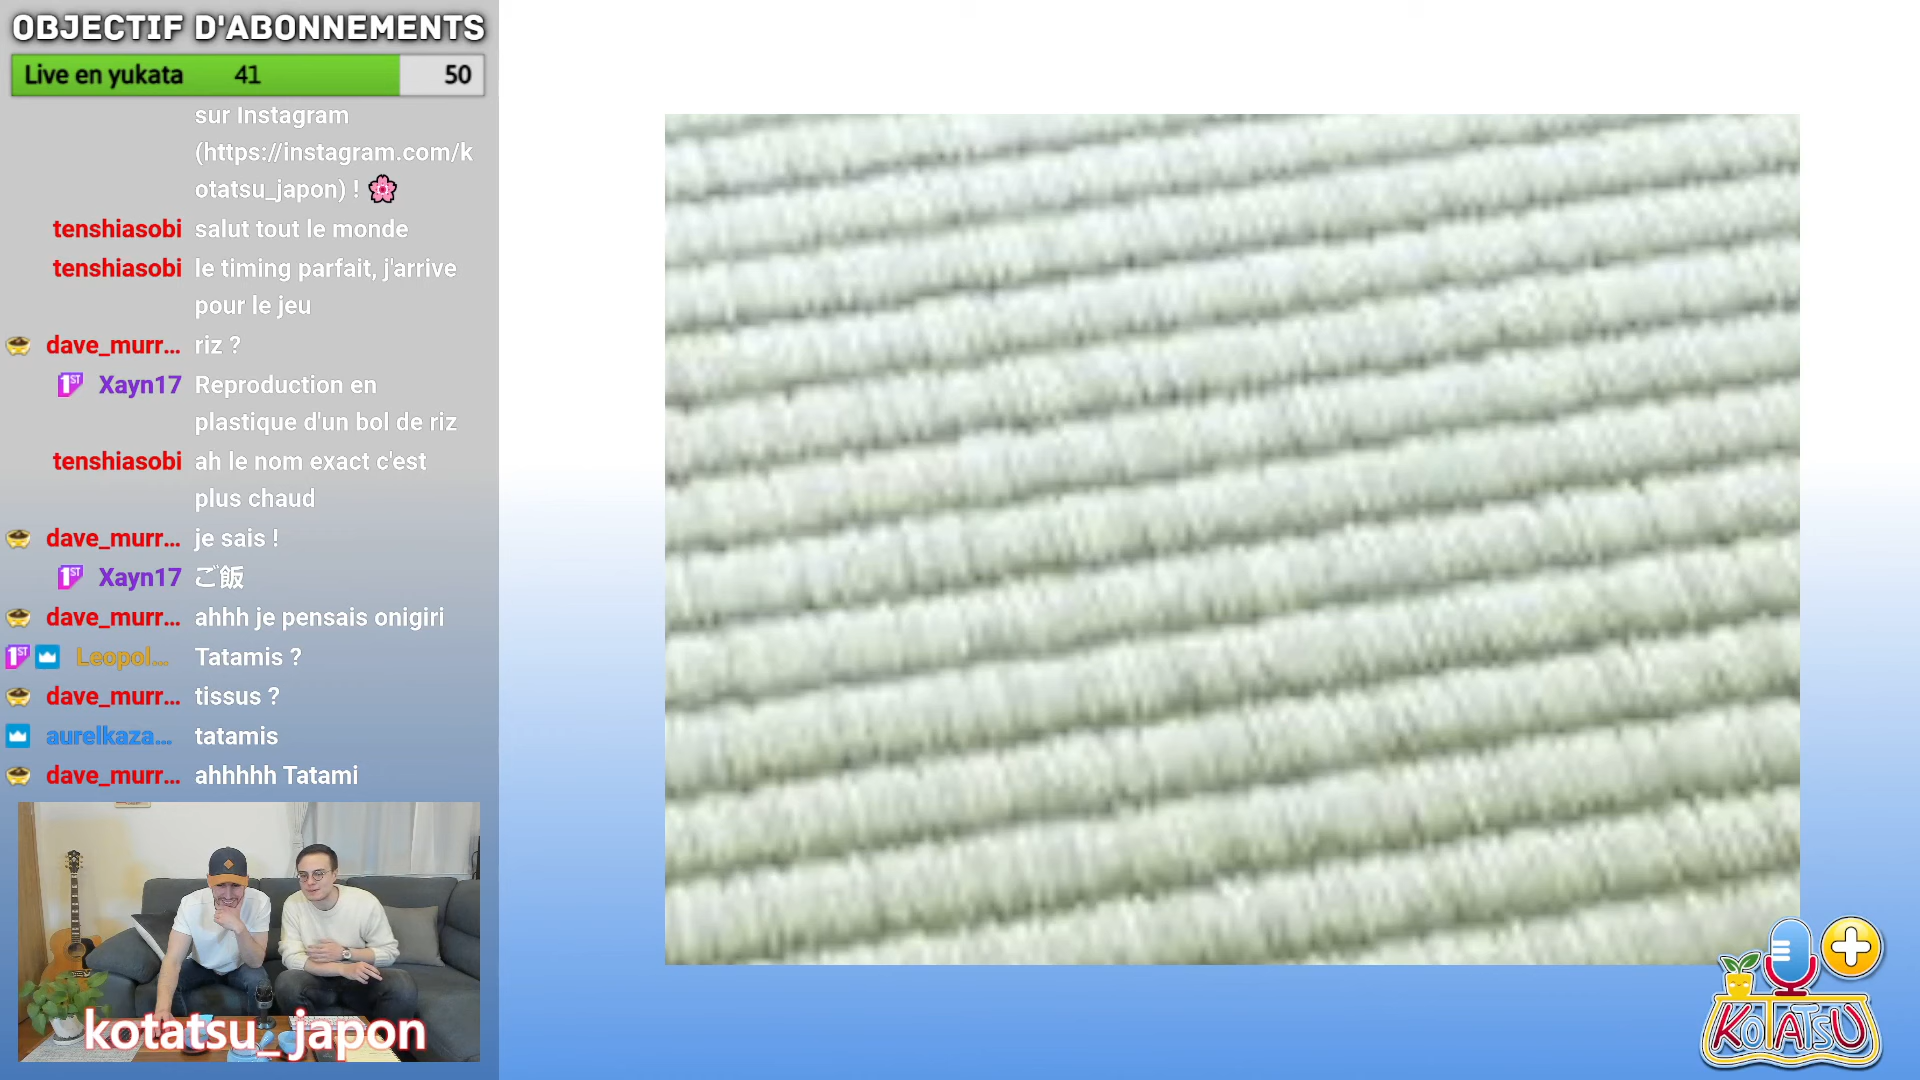 OBJECTIF D'ABONNEMENTS
Live en yukata 41 50
sur Instagram
(https://instagram.com/k
otatsu_japon) ! 🌸
tenshiasobi salut tout le monde
tenshiasobi le timing parfait, j'arrive
pour le jeu
dave_murr... riz ?
1ST Xayn17 Reproduction en
plastique d'un bol de riz
tenshiasobi ah le nom exact c'est
plus chaud
dave_murr... je sais !
1ST Xayn17 ご飯
dave_murr... ahhh je pensais onigiri
1ST Leopol... Tatamis ?
dave_murr... tissus ?
aurelkaza... tatamis
dave_murr... ahhhhh Tatami
kotatsu_japon
KOTATSU